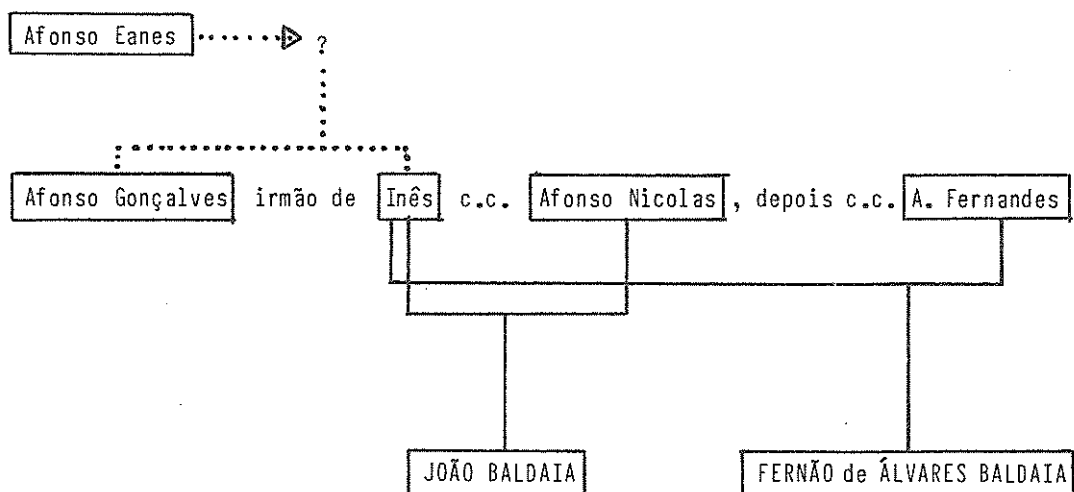 Afonso Eanes ?
Afonso Gonçalves irmão de Inês c.c. Afonso Nicolas, depois c.c. A. Fernandes
JOÃO BALDAIA FERNÃO de ÁLVARES BALDAIA